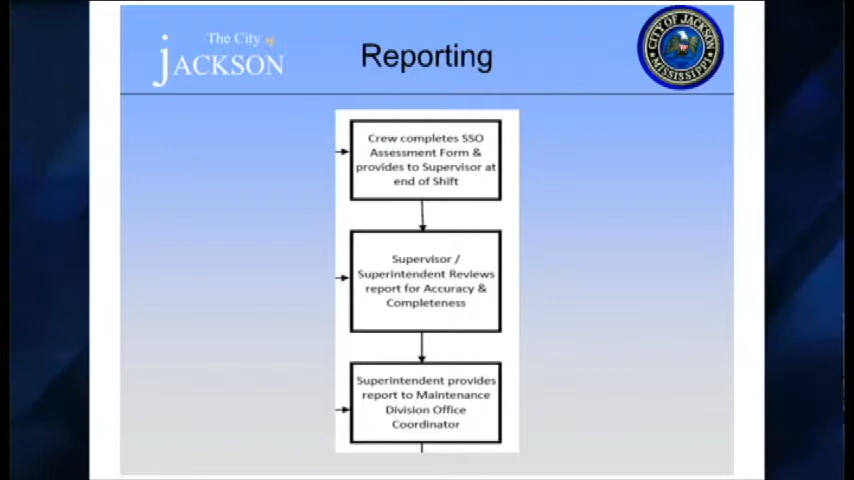 The City of
JACKSON
Reporting
CITY OF JACKSON
MISSISSIPPI
Crew completes SSO
Assessment Form &
provides to Supervisor at
end of Shift
Supervisor /
Superintendent Reviews
report for Accuracy &
Completeness
Superintendent provides
report to Maintenance
Division Office
Coordinator